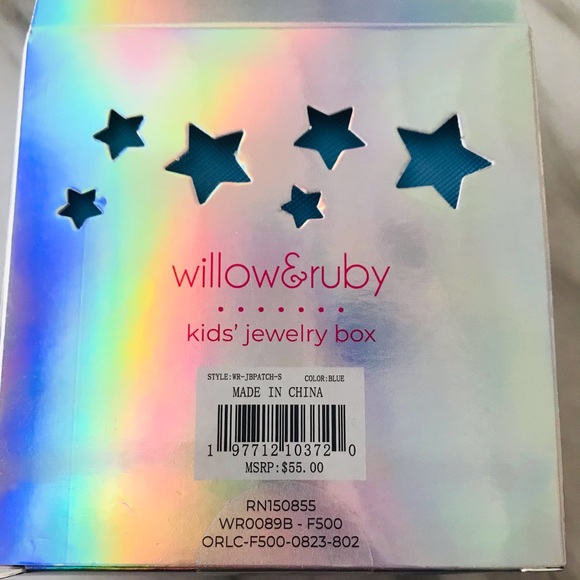 willow&ruby
kids' jewelry box
STYLE:WR-JBPATCH-S COLOR:BLUE
MADE IN CHINA
1 97712 10372 0
MSRP:$55.00
RN150855
WR0089B - F500
ORLC-F500-0823-802